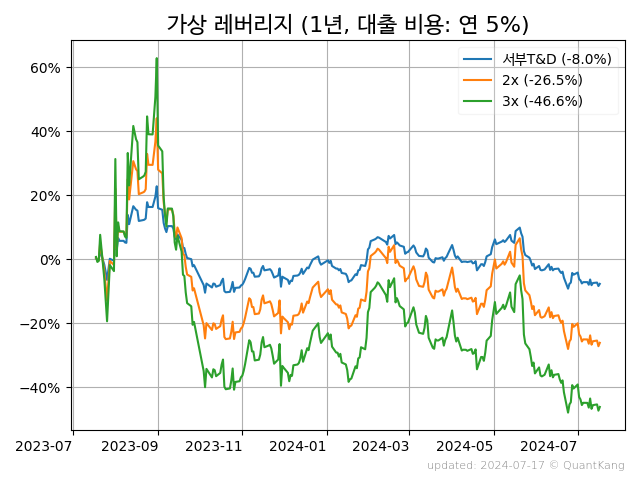 가상 레버리지 (1년, 대출 비용: 연 5%)
서부T&D (-8.0%)
2x (-26.5%)
3x (-46.6%)
60%
40%
20%
0%
−20%
−40%
2023-07 2023-09 2023-11 2024-01 2024-03 2024-05 2024-07
updated: 2024-07-17 © QuantKang